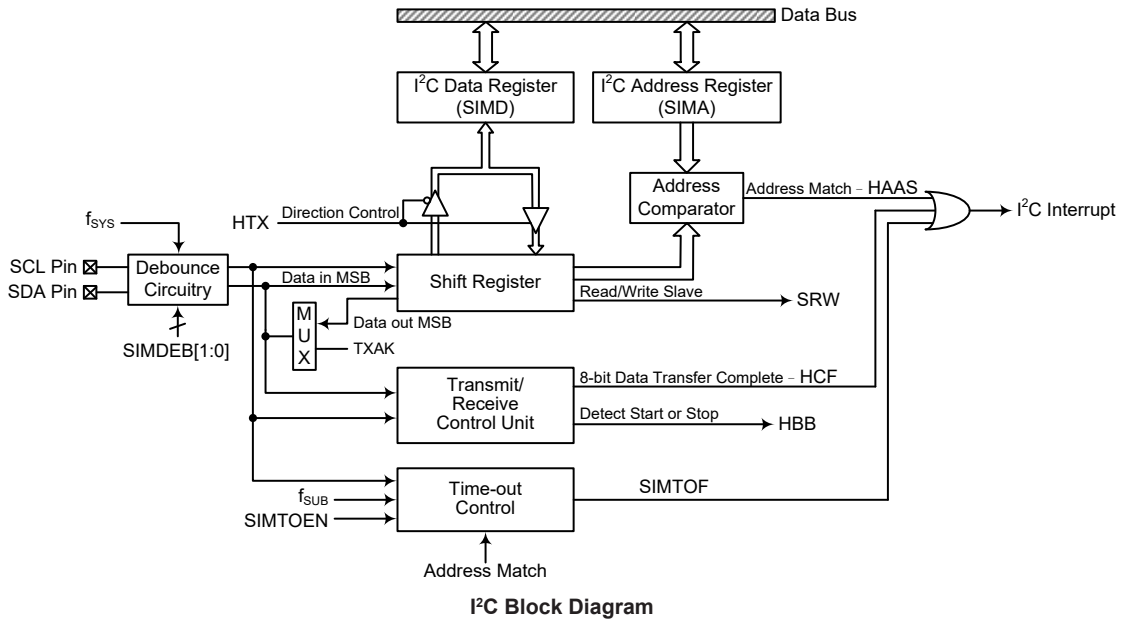 Data Bus
I²C Data Register
(SIMD)
I²C Address Register
(SIMA)
Address
Comparator
Address Match - HAAS
I²C Interrupt
HTX
Direction Control
fSYS
SCL Pin
SDA Pin
Debounce
Circuitry
SIMDEB[1:0]
Data in MSB
Shift Register
Read/Write Slave
SRW
M
U
X
Data out MSB
TXAK
Transmit/
Receive
Control Unit
8-bit Data Transfer Complete - HCF
Detect Start or Stop
HBB
fSUB
SIMTOEN
Time-out
Control
SIMTOF
Address Match
I²C Block Diagram